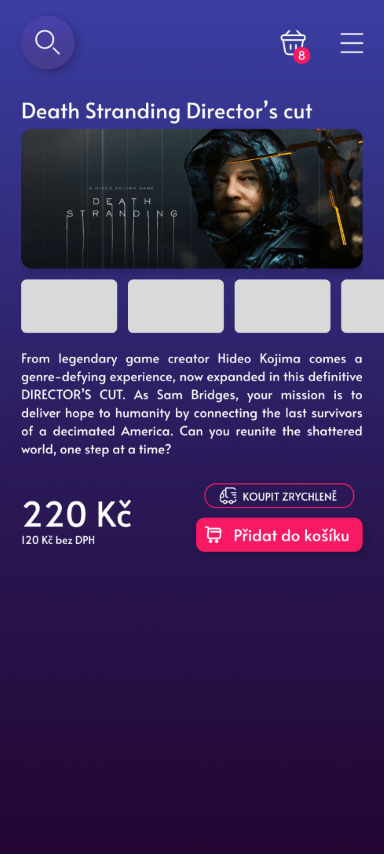 8
Death Stranding Director's cut
A HIDEO KOJIMA GAME
DEATH
STRANDING
From legendary game creator Hideo Kojima comes a
genre-defying experience, now expanded in this definitive
DIRECTOR'S CUT. As Sam Bridges, your mission is to
deliver hope to humanity by connecting the last survivors
of a decimated America. Can you reunite the shattered
world, one step at a time?
KOUPIT ZRYCHLENĚ
220 Kč
Přidat do košíku
120 Kč bez DPH